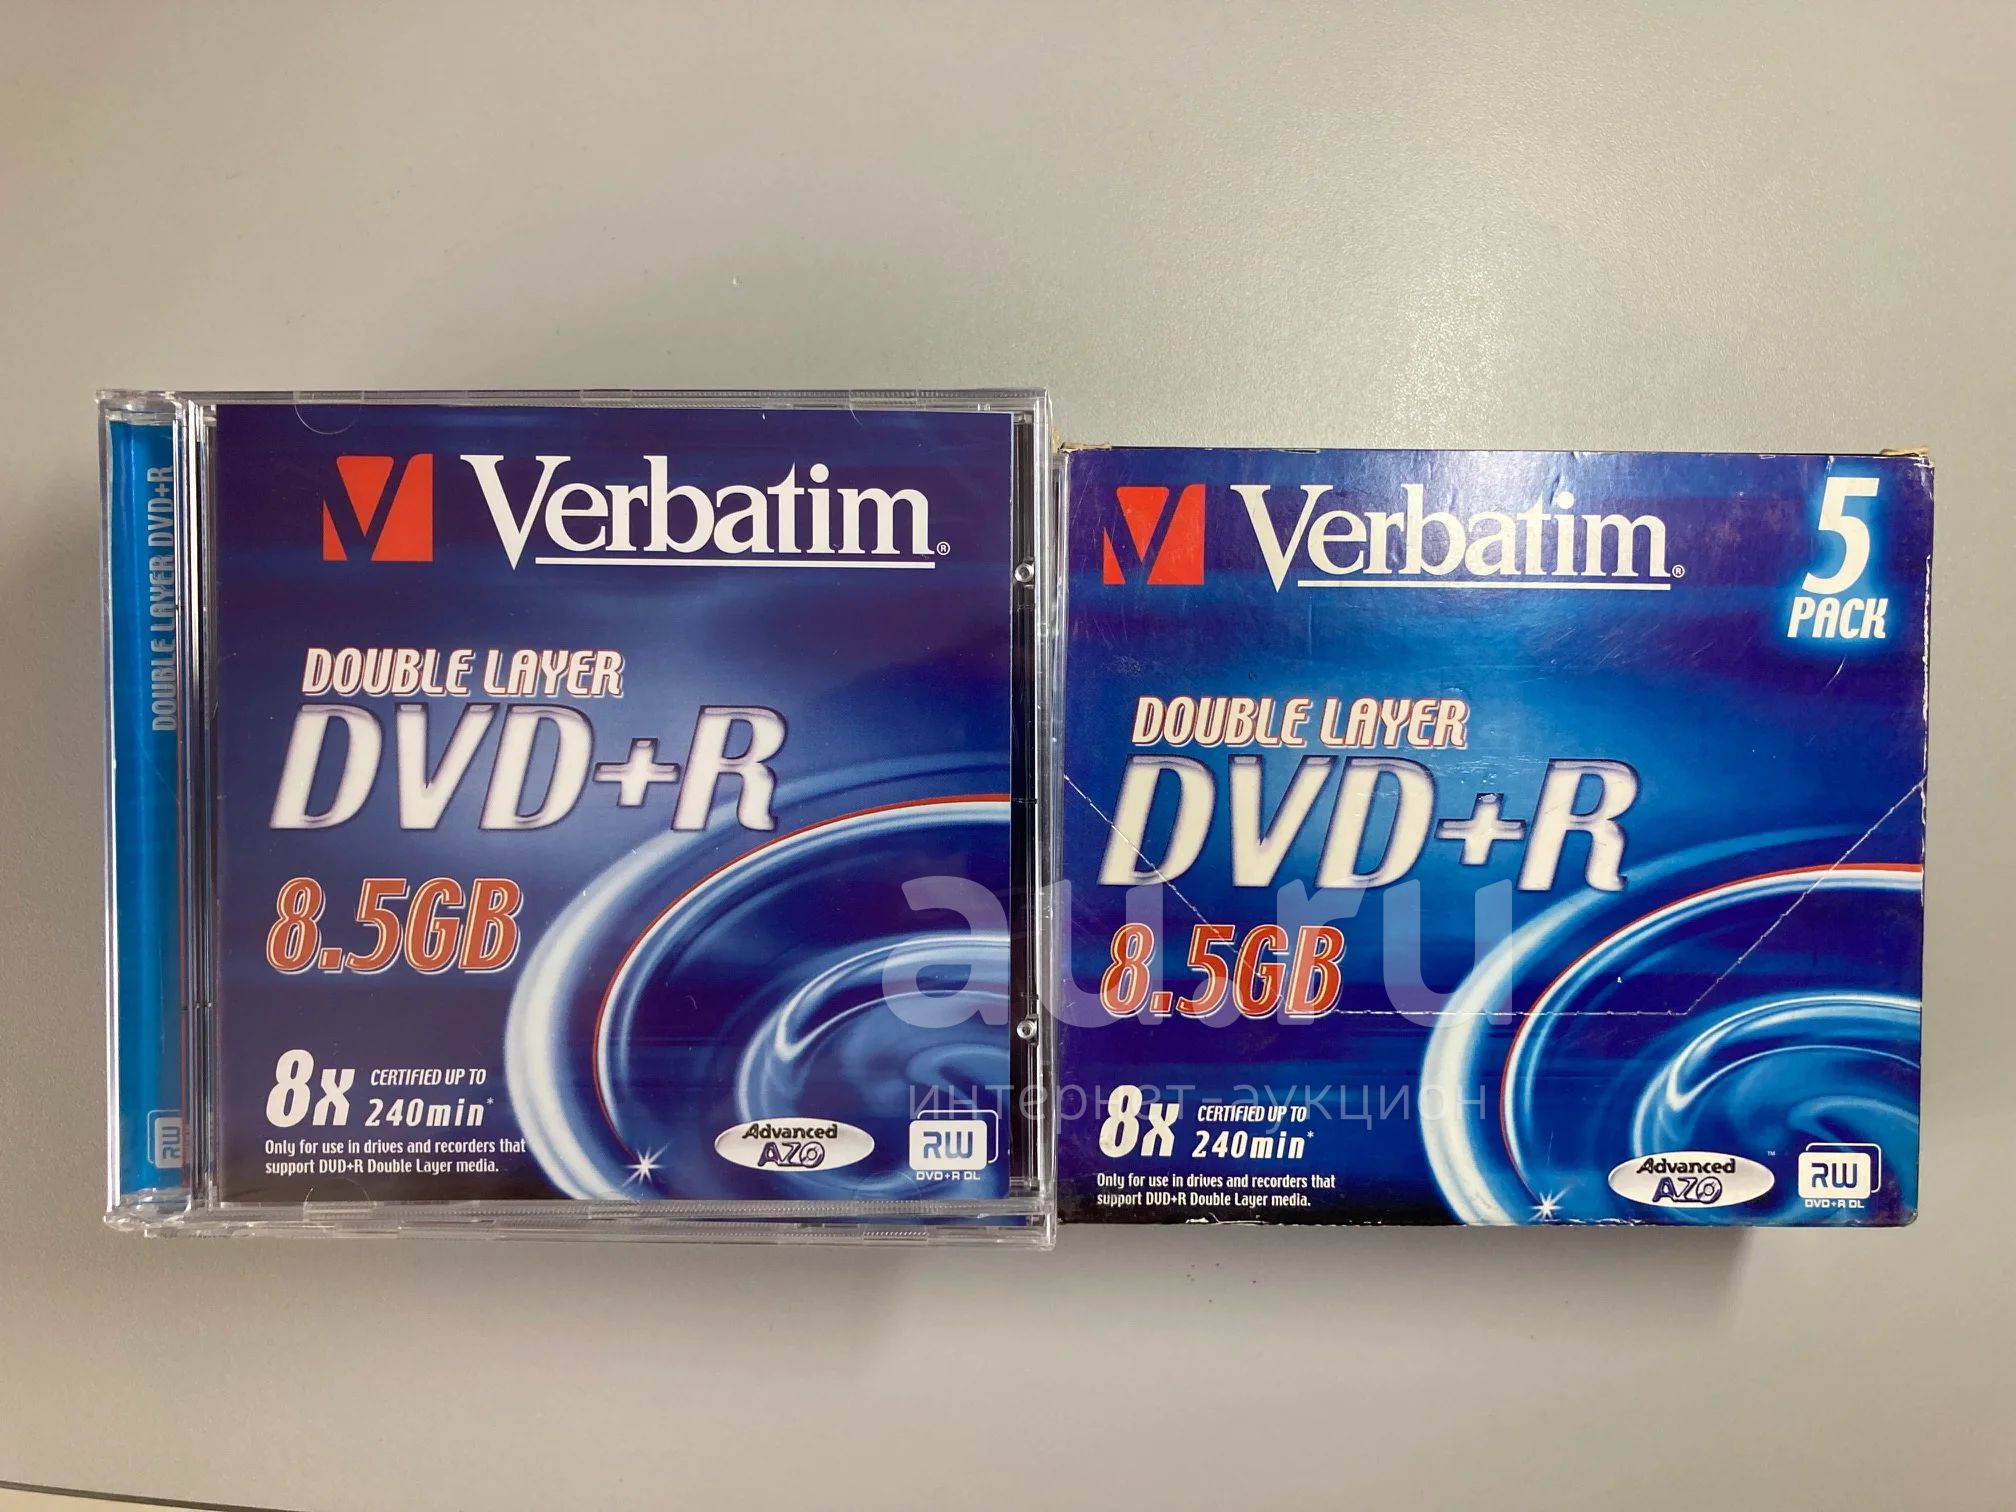 DOUBLE LAYER DVD+R
RW
Verbatim®
DOUBLE LAYER
DVD+R
8.5GB
8x CERTIFIED UP TO
240min*
Only for use in drives and recorders that
support DVD+R Double Layer media.
Advanced
AZO
RW
DVD+R DL
Verbatim®
5
PACK
DOUBLE LAYER
DVD+R
8.5GB
8x CERTIFIED UP TO
240min*
Only for use in drives and recorders that
support DVD+R Double Layer media.
Advanced ™
AZO
RW
DVD+R DL
au.ru
интернет-аукцион